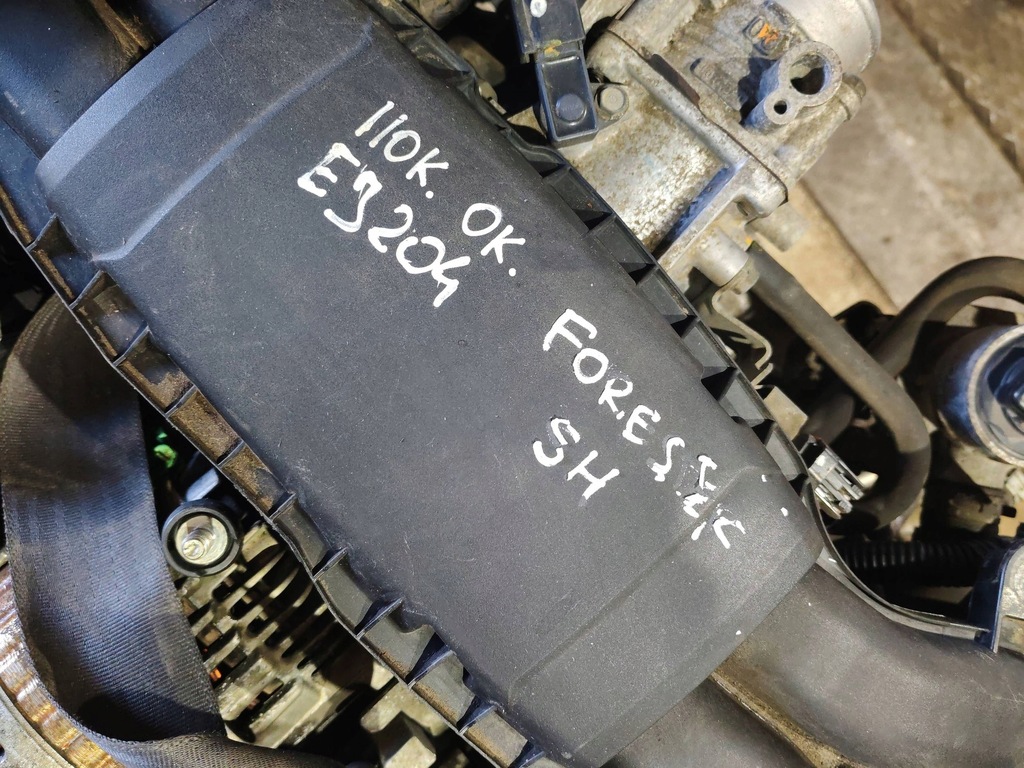 110K. OK.
EJ204
FORESTER
SH